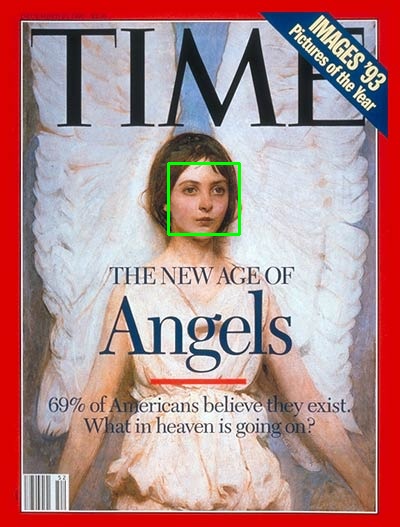 TIME
IMAGES '93
Pictures of the Year
THE NEW AGE OF
Angels
69% of Americans believe they exist.
What in heaven is going on?
52